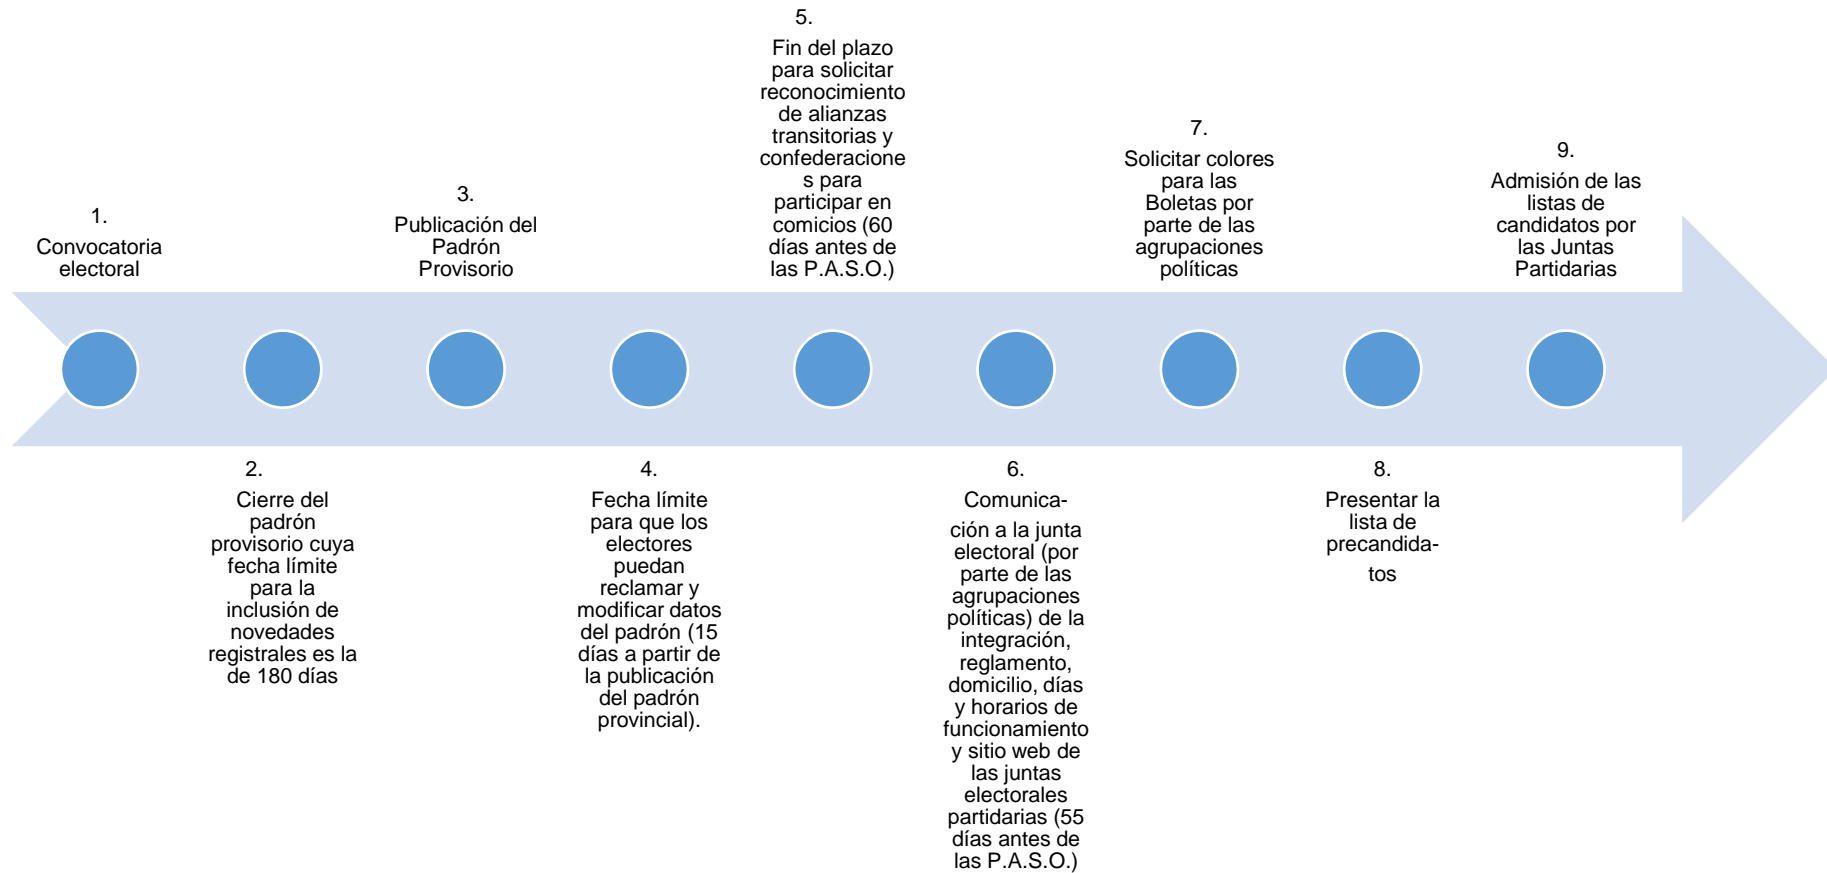 1.
Convocatoria
electoral
2.
Cierre del
padrón
provisorio cuya
fecha límite
para la
inclusión de
novedades
registrales es la
de 180 días
3.
Publicación del
Padrón
Provisorio
4.
Fecha límite
para que los
electores
puedan
reclamar y
modificar datos
del padrón (15
días a partir de
la publicación
del padrón
provincial).
5.
Fin del plazo
para solicitar
reconocimiento
de alianzas
transitorias y
confederacione
s para
participar en
comicios (60
días antes de
las P.A.S.O.)
6.
Comunica-
ción a la junta
electoral (por
parte de las
agrupaciones
políticas) de la
integración,
reglamento,
domicilio, días
y horarios de
funcionamiento
y sitio web de
las juntas
electorales
partidarias (55
días antes de
las P.A.S.O.)
7.
Solicitar colores
para las
Boletas por
parte de las
agrupaciones
políticas
8.
Presentar la
lista de
precandida-
tos
9.
Admisión de las
listas de
candidatos por
las Juntas
Partidarias